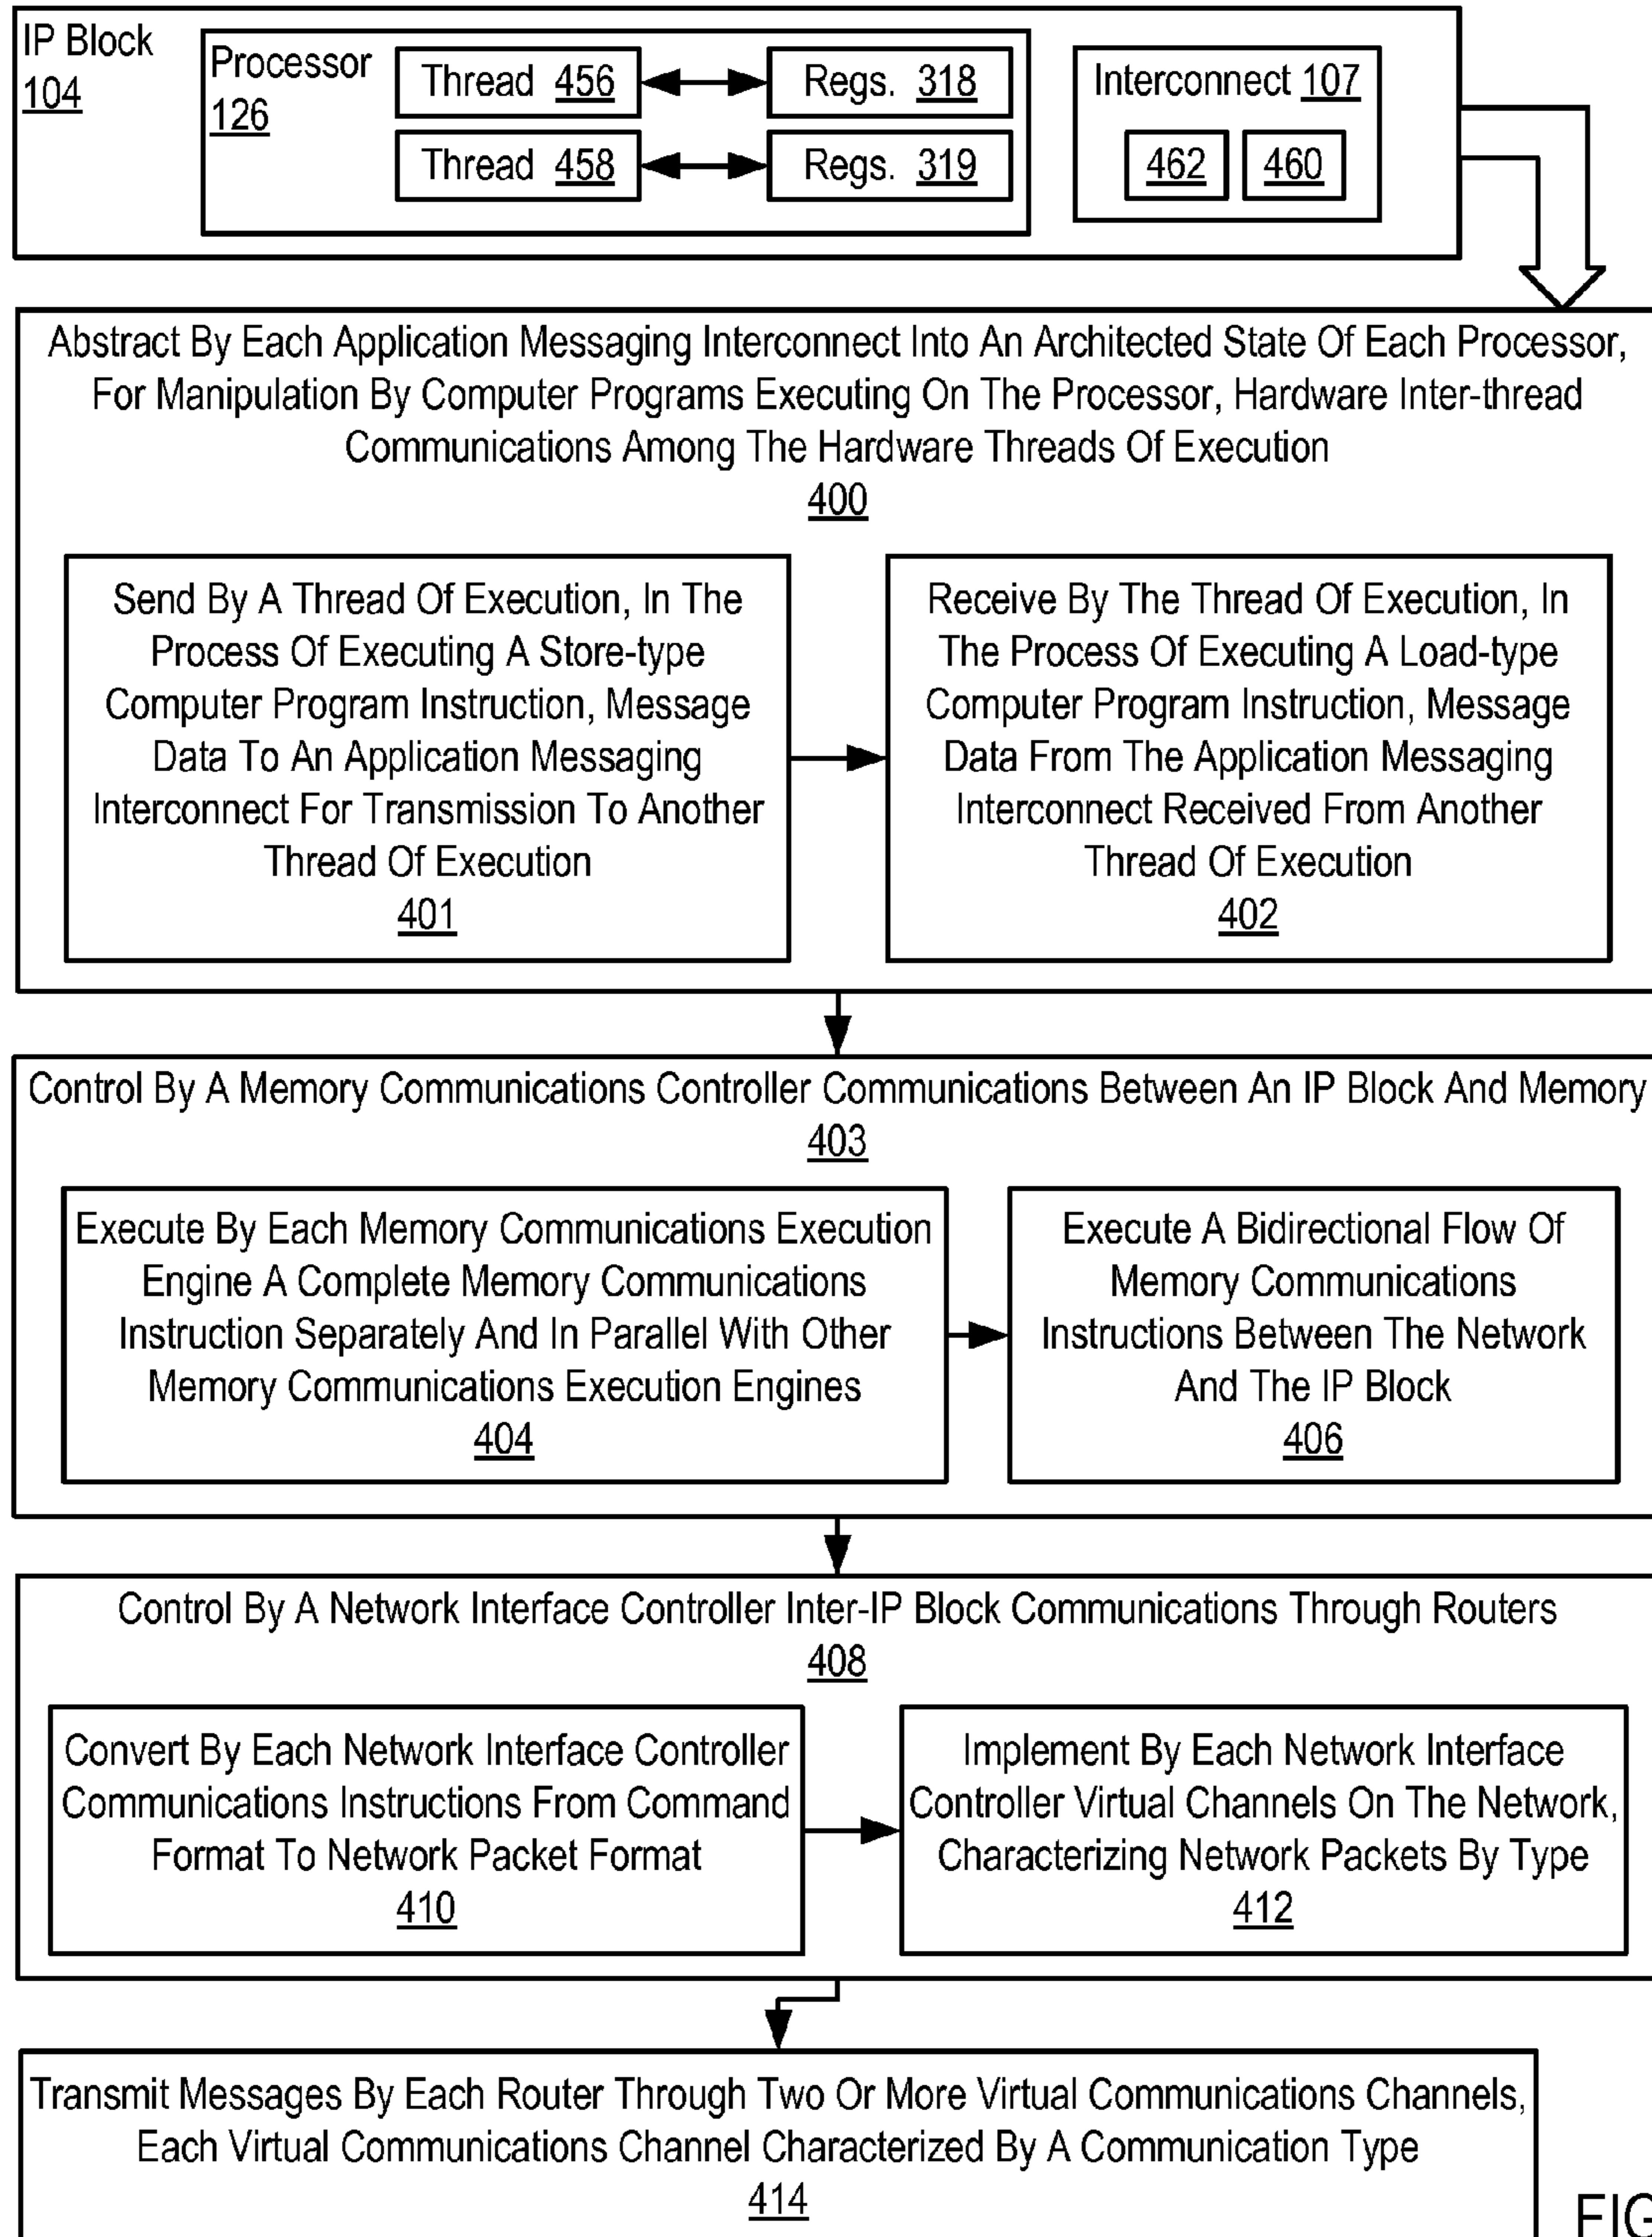 IP Block
104
Processor
126
Thread 456
Regs. 318
Thread 458
Regs. 319
Interconnect 107
462
460
Abstract By Each Application Messaging Interconnect Into An Architected State Of Each Processor,
For Manipulation By Computer Programs Executing On The Processor, Hardware Inter-thread
Communications Among The Hardware Threads Of Execution
400
Send By A Thread Of Execution, In The
Process Of Executing A Store-type
Computer Program Instruction, Message
Data To An Application Messaging
Interconnect For Transmission To Another
Thread Of Execution
401
Receive By The Thread Of Execution, In
The Process Of Executing A Load-type
Computer Program Instruction, Message
Data From The Application Messaging
Interconnect Received From Another
Thread Of Execution
402
Control By A Memory Communications Controller Communications Between An IP Block And Memory
403
Execute By Each Memory Communications Execution
Engine A Complete Memory Communications
Instruction Separately And In Parallel With Other
Memory Communications Execution Engines
404
Execute A Bidirectional Flow Of
Memory Communications
Instructions Between The Network
And The IP Block
406
Control By A Network Interface Controller Inter-IP Block Communications Through Routers
408
Convert By Each Network Interface Controller
Communications Instructions From Command
Format To Network Packet Format
410
Implement By Each Network Interface
Controller Virtual Channels On The Network,
Characterizing Network Packets By Type
412
Transmit Messages By Each Router Through Two Or More Virtual Communications Channels,
Each Virtual Communications Channel Characterized By A Communication Type
414
FIG